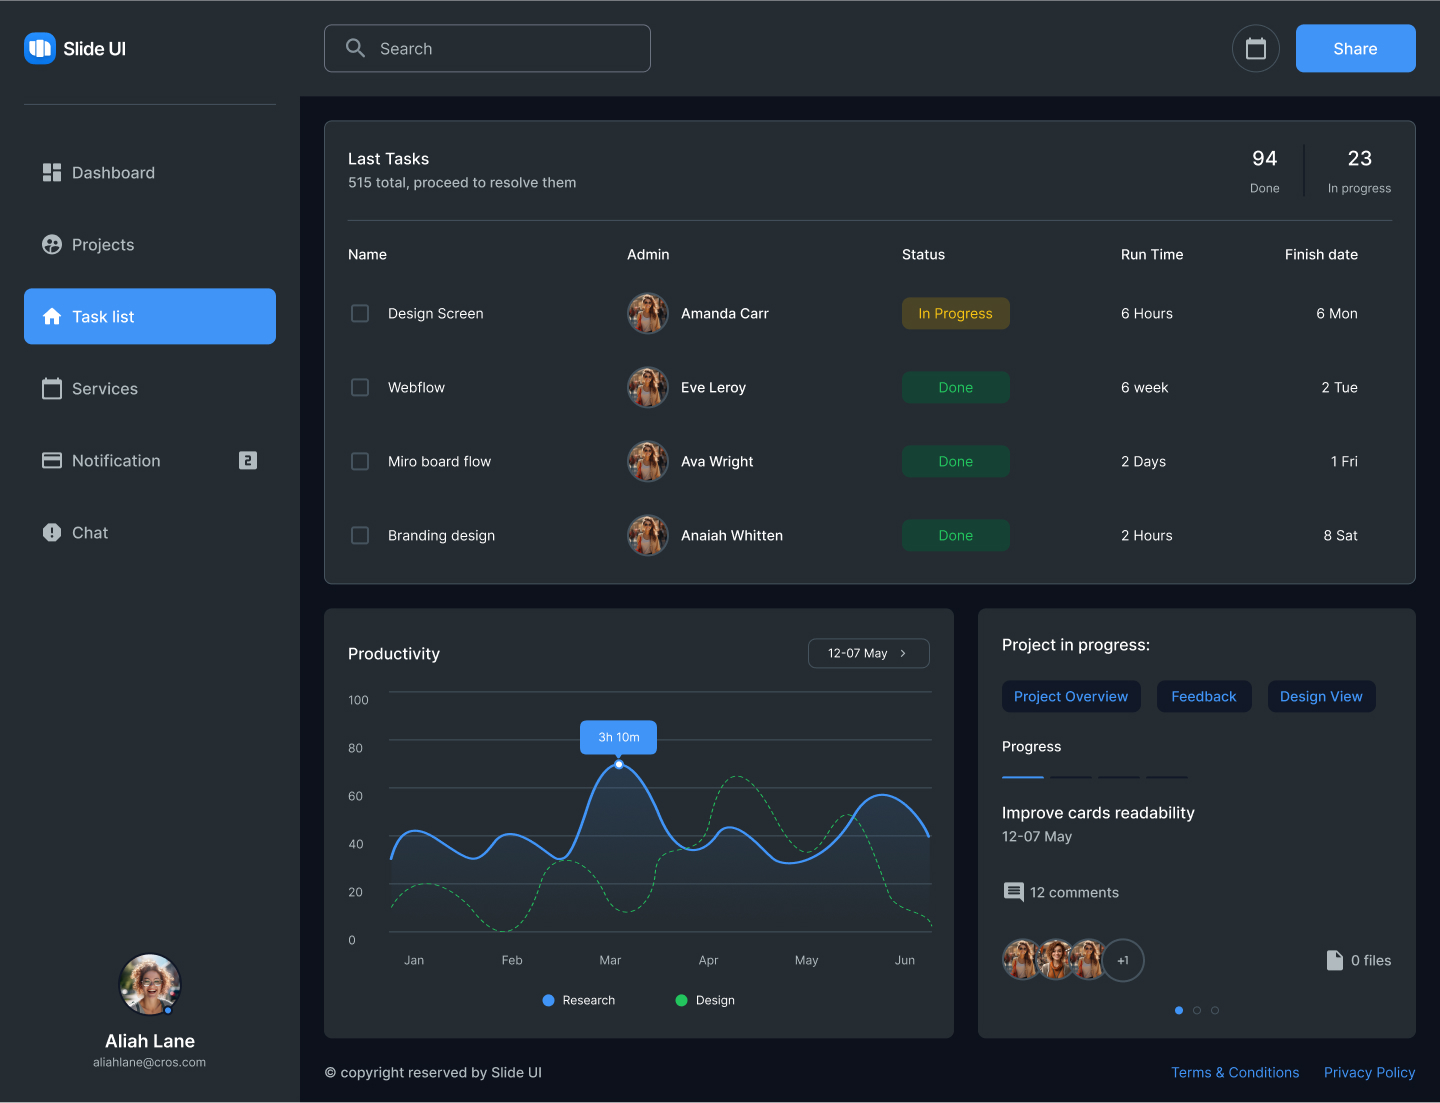 Slide UI
Search
Share
Dashboard
Projects
Task list
Services
Notification 2
Chat
Aliah Lane
aliahlane@cros.com
Last Tasks
515 total, proceed to resolve them
94
Done
23
In progress
Name Admin Status Run Time Finish date
Design Screen Amanda Carr In Progress 6 Hours 6 Mon
Webflow Eve Leroy Done 6 week 2 Tue
Miro board flow Ava Wright Done 2 Days 1 Fri
Branding design Anaiah Whitten Done 2 Hours 8 Sat
Productivity
12-07 May
100
80
60
40
20
0
3h 10m
Jan Feb Mar Apr May Jun
Research Design
Project in progress:
Project Overview Feedback Design View
Progress
Improve cards readability
12-07 May
12 comments
+1
0 files
© copyright reserved by Slide UI
Terms & Conditions Privacy Policy